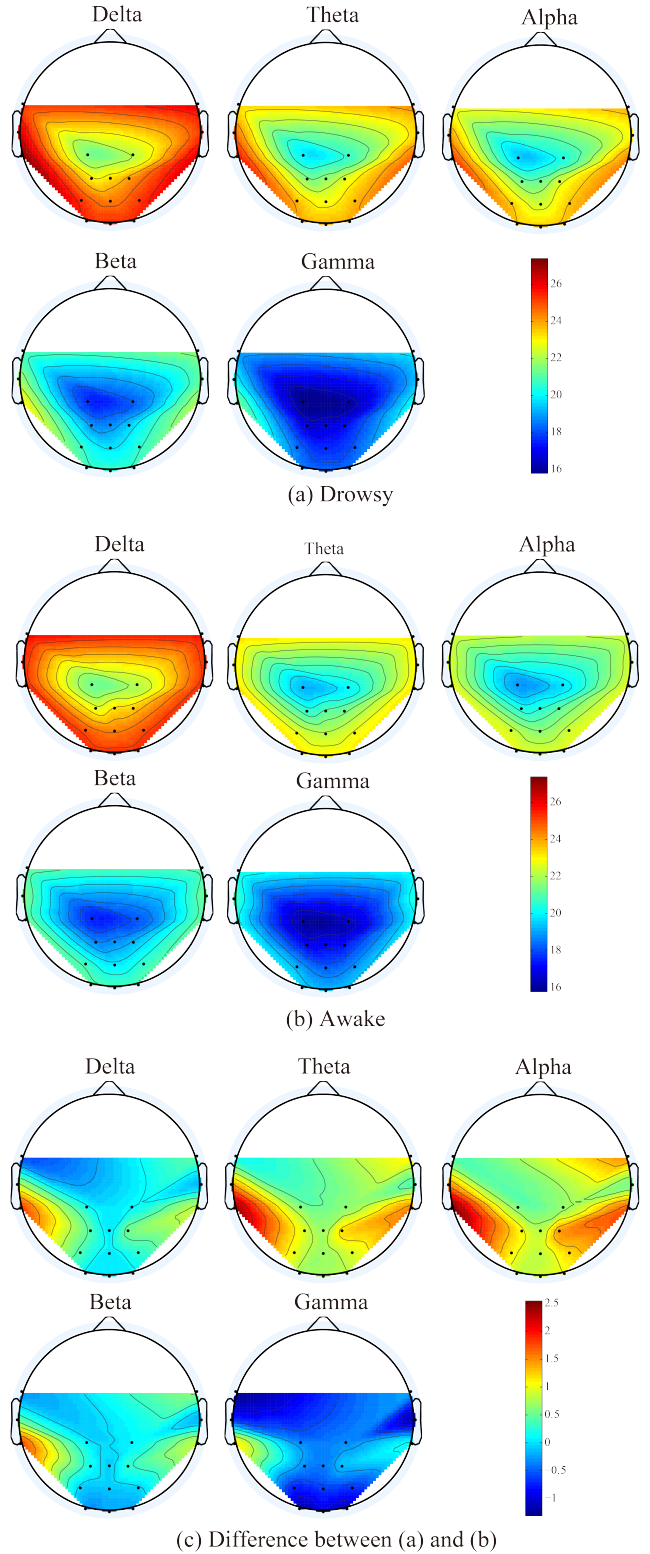 Delta Theta Alpha
Beta Gamma
26
24
22
20
18
16
(a) Drowsy
Delta Theta Alpha
Beta Gamma
26
24
22
20
18
16
(b) Awake
Delta Theta Alpha
Beta Gamma
2.5
2
1.5
1
0.5
0
−0.5
−1
(c) Difference between (a) and (b)